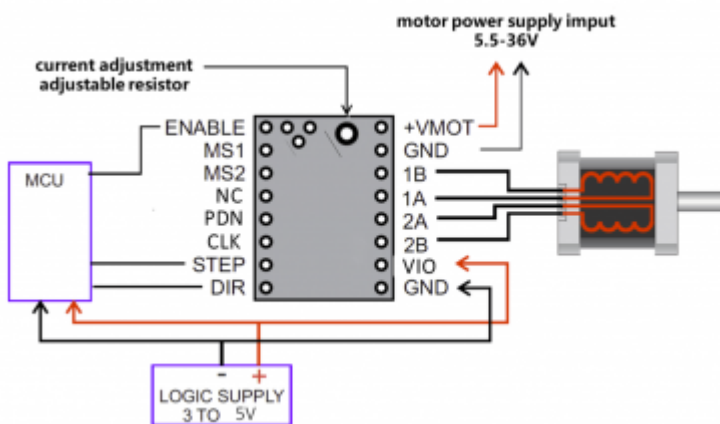 motor power supply imput
5.5-36V
current adjustment
adjustable resistor
ENABLE
MS1
MS2
NC
PDN
CLK
STEP
DIR
+VMOT
GND
1B
1A
2A
2B
VIO
GND
MCU
- +
LOGIC SUPPLY
3 TO 5V